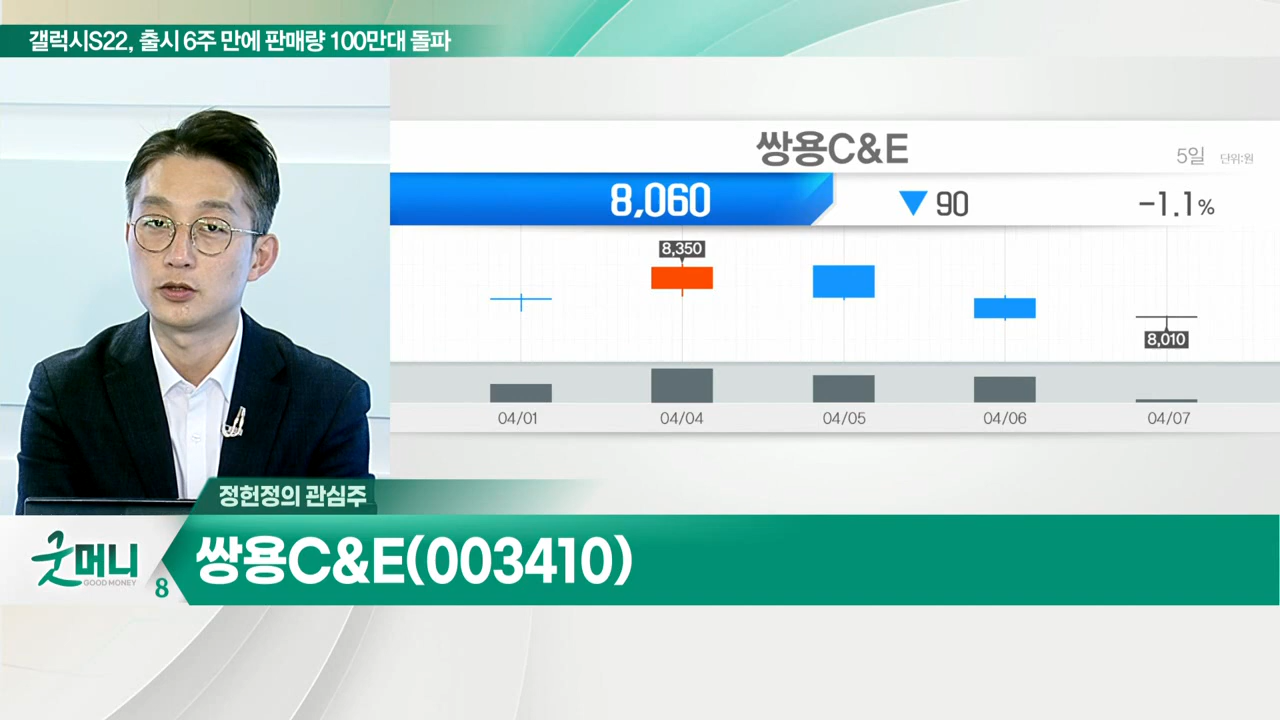 갤럭시S22, 출시 6주 만에 판매량 100만대 돌파
쌍용C&E
5일 단위:원
8,060 ▼ 90 -1.1%
8,350
8,010
04/01 04/04 04/05 04/06 04/07
정헌정의 관심주
굿머니
GOOD MONEY
8
쌍용C&E(003410)